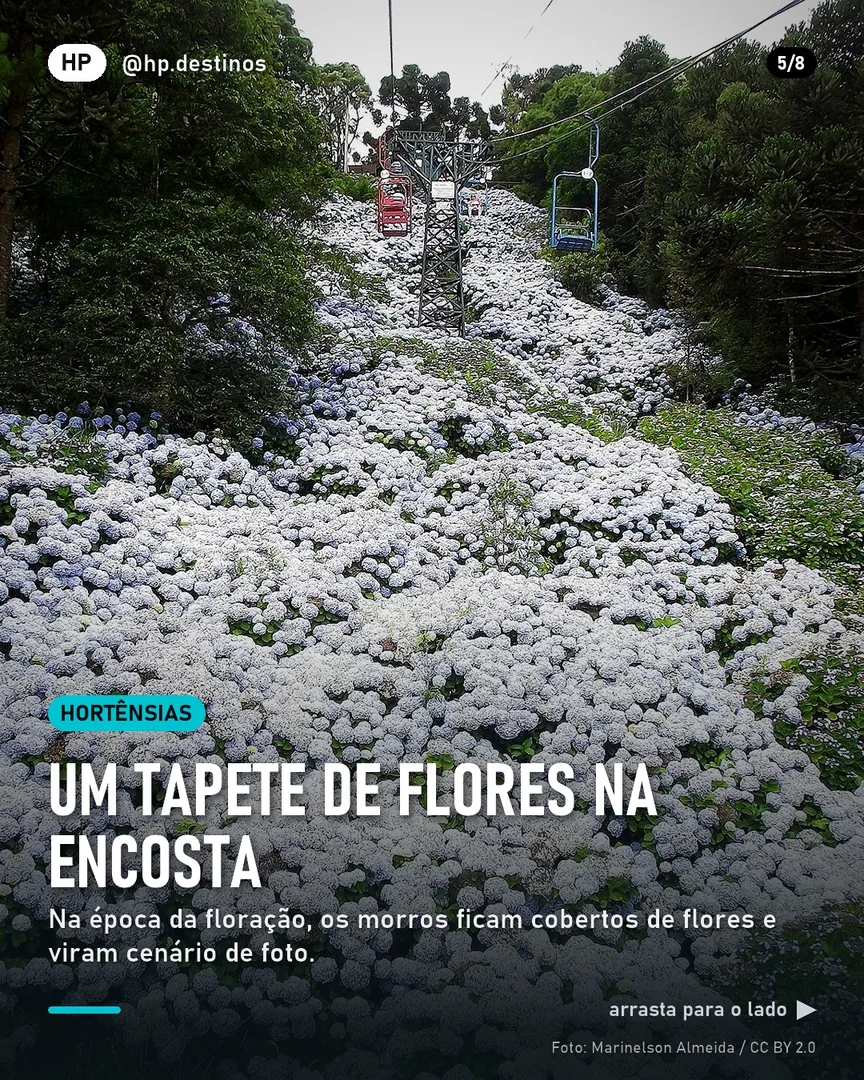 HP @hp.destinos
5/8
HORTÊNSIAS
UM TAPETE DE FLORES NA
ENCOSTA
Na época da floração, os morros ficam cobertos de flores e
viram cenário de foto.
arrasta para o lado ▶
Foto: Marinelson Almeida / CC BY 2.0